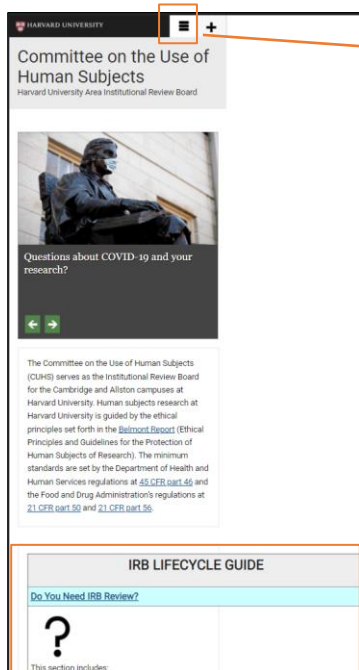 HARVARD UNIVERSITY
Committee on the Use of
Human Subjects
Harvard University Area Institutional Review Board
Questions about COVID-19 and your
research?
The Committee on the Use of Human Subjects
(CUHS) serves as the Institutional Review Board
for the Cambridge and Allston campuses at
Harvard University. Human subjects research at
Harvard University is guided by the ethical
principles set forth in the Belmont Report (Ethical
Principles and Guidelines for the Protection of
Human Subjects of Research). The minimum
standards are set by the Department of Health and
Human Services regulations at 45 CFR part 46 and
the Food and Drug Administration's regulations at
21 CFR part 50 and 21 CFR part 56.
IRB LIFECYCLE GUIDE
Do You Need IRB Review?
?
This section includes: